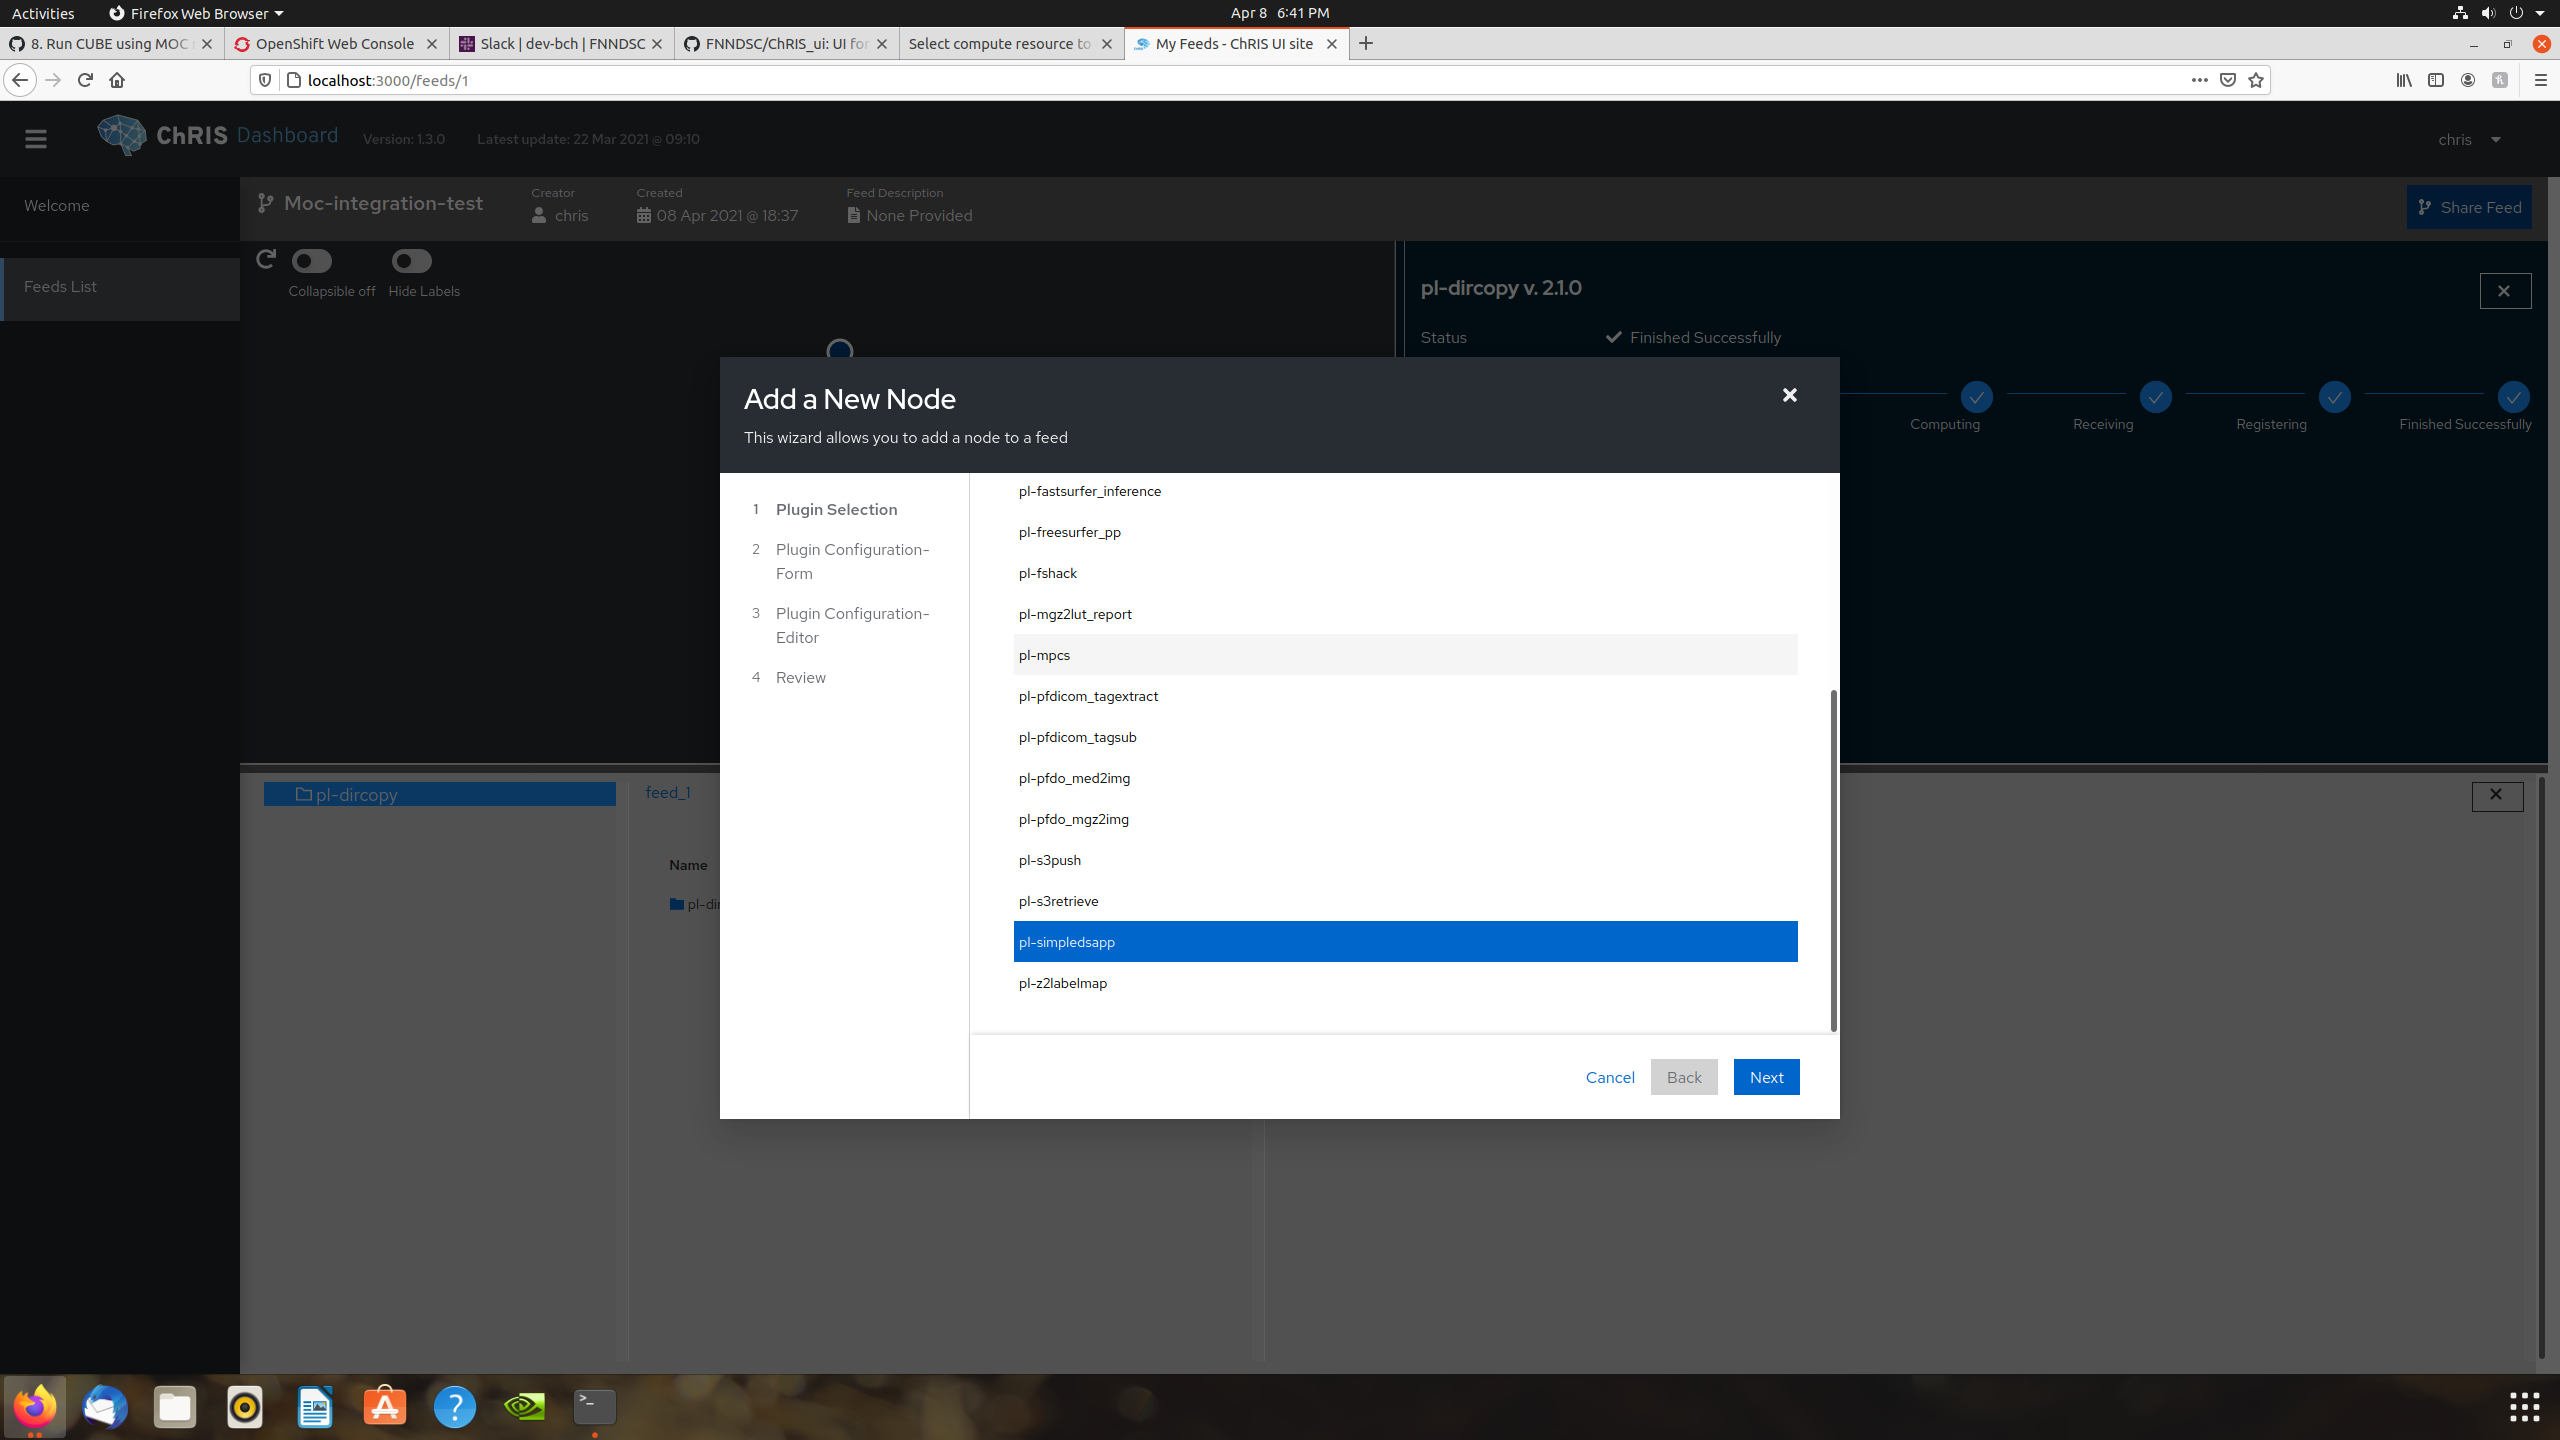 Activities
Firefox Web Browser
Apr 8 6:41 PM
8. Run CUBE using MOC
OpenShift Web Console
Slack | dev-bch | FNNDSC
FNNDSC/ChRIS_ui: UI for
Select compute resource to
My Feeds - ChRIS UI site
localhost:3000/feeds/1
ChRIS Dashboard
Version: 1.3.0
Latest update: 22 Mar 2021 @ 09:10
chris
Welcome
Feeds List
Moc-integration-test
Creator
chris
Created
08 Apr 2021 @ 18:37
Feed Description
None Provided
Share Feed
Collapsible off
Hide Labels
pl-dircopy v. 2.1.0
Status
Finished Successfully
Computing
Receiving
Registering
Finished Successfully
Add a New Node
This wizard allows you to add a node to a feed
1 Plugin Selection
2 Plugin Configuration-
Form
3 Plugin Configuration-
Editor
4 Review
pl-fastsurfer_inference
pl-freesurfer_pp
pl-fshack
pl-mgz2lut_report
pl-mpcs
pl-pfdicom_tagextract
pl-pfdicom_tagsub
pl-pfdo_med2img
pl-pfdo_mgz2img
pl-s3push
pl-s3retrieve
pl-simpledsapp
pl-z2labelmap
Cancel
Back
Next
pl-dircopy
feed_1
Name
pl-dir